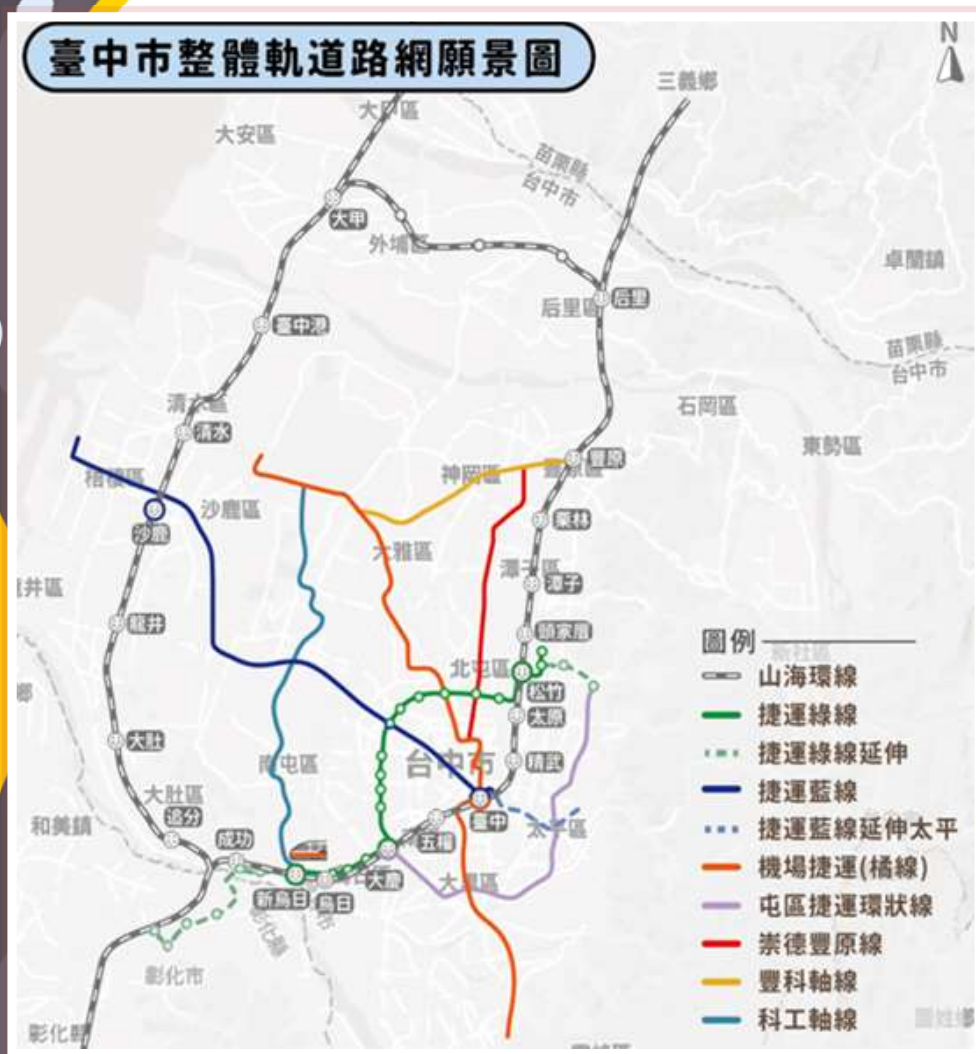 臺中市整體軌道路網願景圖
N
三義鄉
大甲區
大安區
苗栗縣
台中市
大甲
外埔區
卓蘭鎮
后里區
后里
臺中港
苗栗縣
台中市
石岡區
清水區
清水
東勢區
豐原
神岡區
梧棲區
沙鹿區
沙鹿
栗林
大雅區
潭子區
潭子
龍井
頭家厝
北屯區
松竹
太原
大肚
台中市
精武
南屯區
大肚區
追分
和美鎮
成功
臺中
太平區
五權
大慶
大里區
新烏日
烏日
彰化縣
彰化市
彰化縣
圖例
新社區
山海環線
捷運綠線
捷運綠線延伸
捷運藍線
捷運藍線延伸太平
機場捷運(橘線)
屯區捷運環狀線
崇德豐原線
豐科軸線
科工軸線